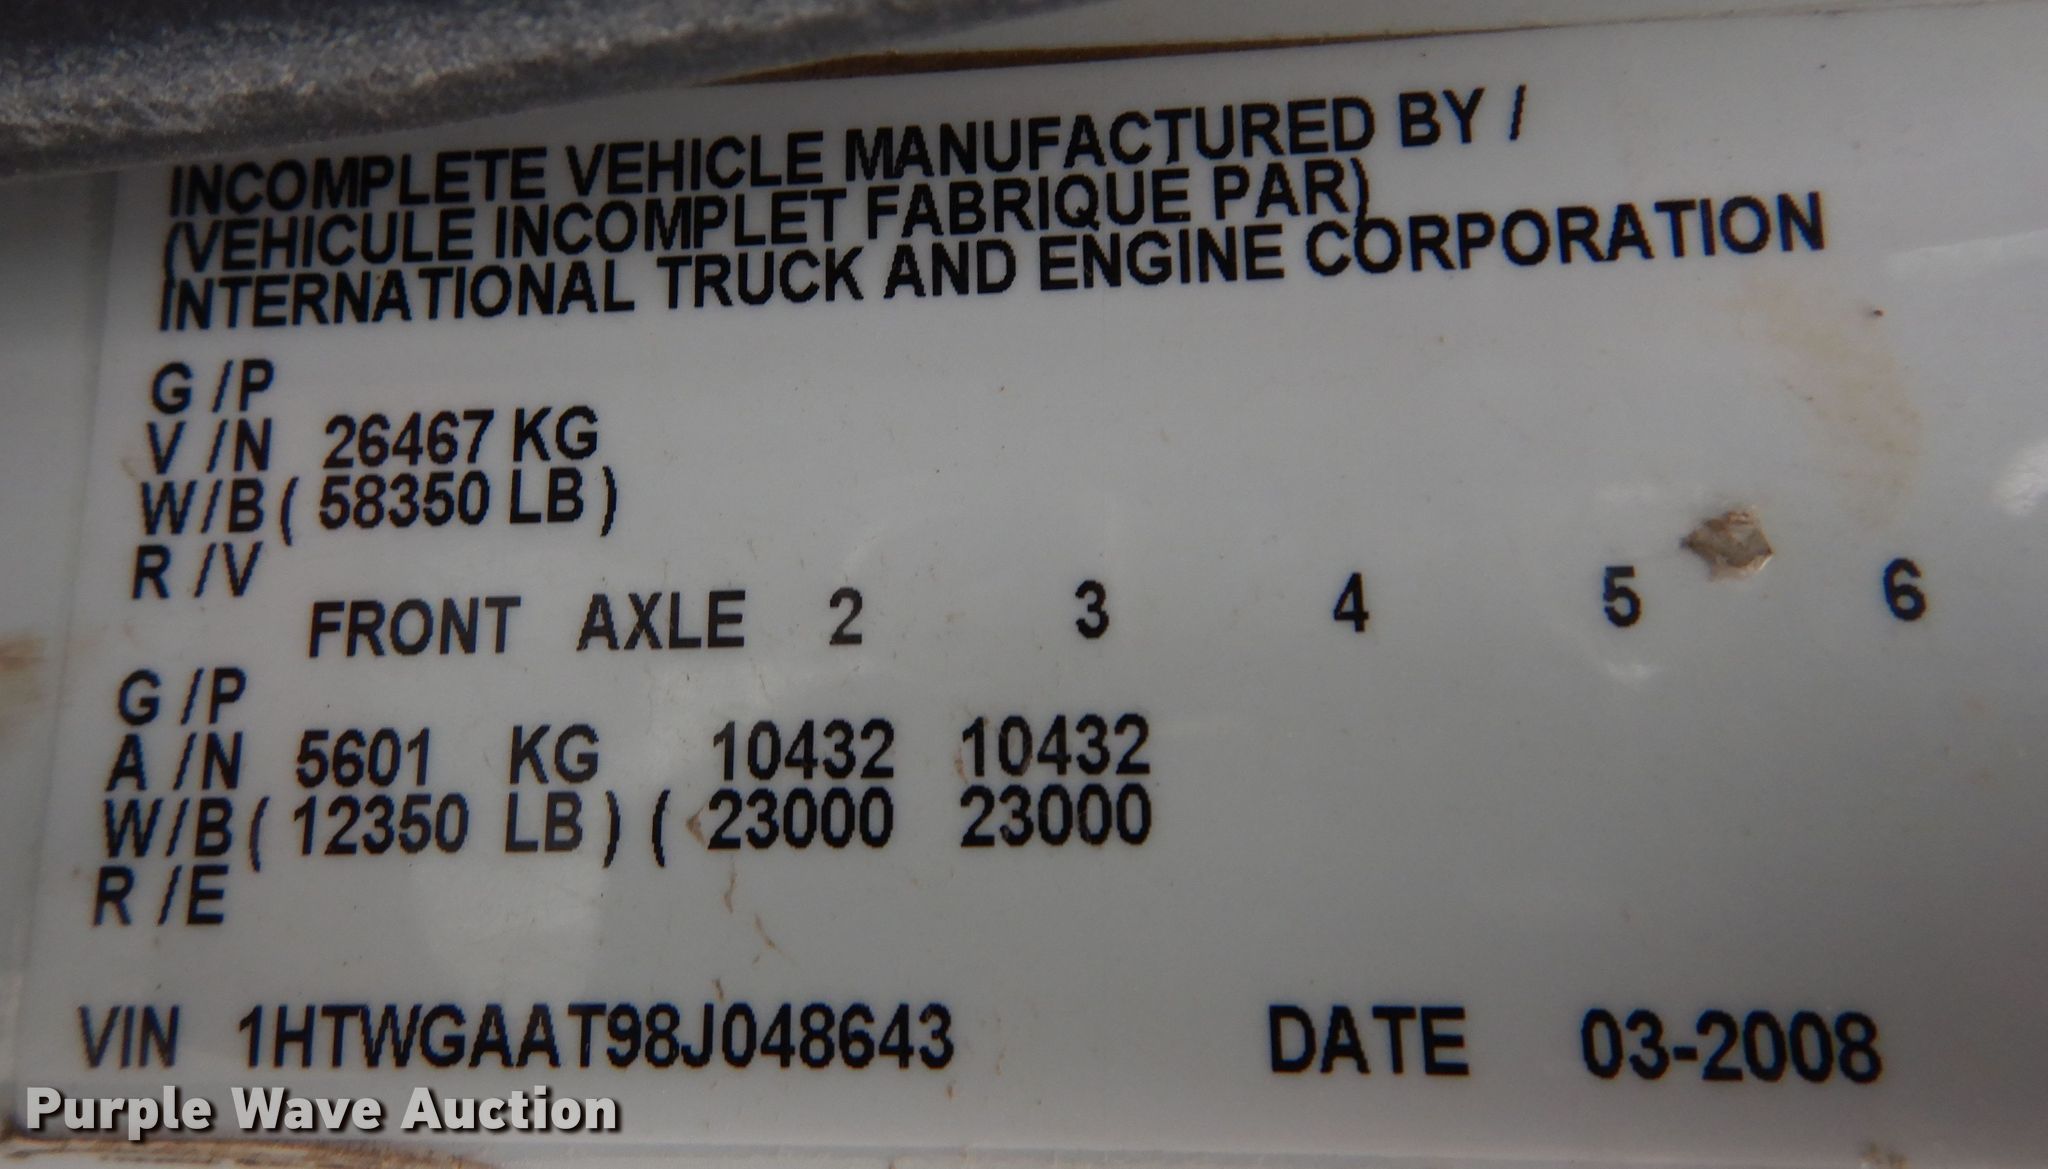 INCOMPLETE VEHICLE MANUFACTURED BY /
(VEHICULE INCOMPLET FABRIQUE PAR)
INTERNATIONAL TRUCK AND ENGINE CORPORATION
G /P
V /N 26467 KG
W/B ( 58350 LB )
R /V
FRONT AXLE 2 3 4 5 6
G /P
A /N 5601 KG 10432 10432
W/B ( 12350 LB ) ( 23000 23000
R /E
VIN 1HTWGAAT98J048643 DATE 03-2008
Purple Wave Auction